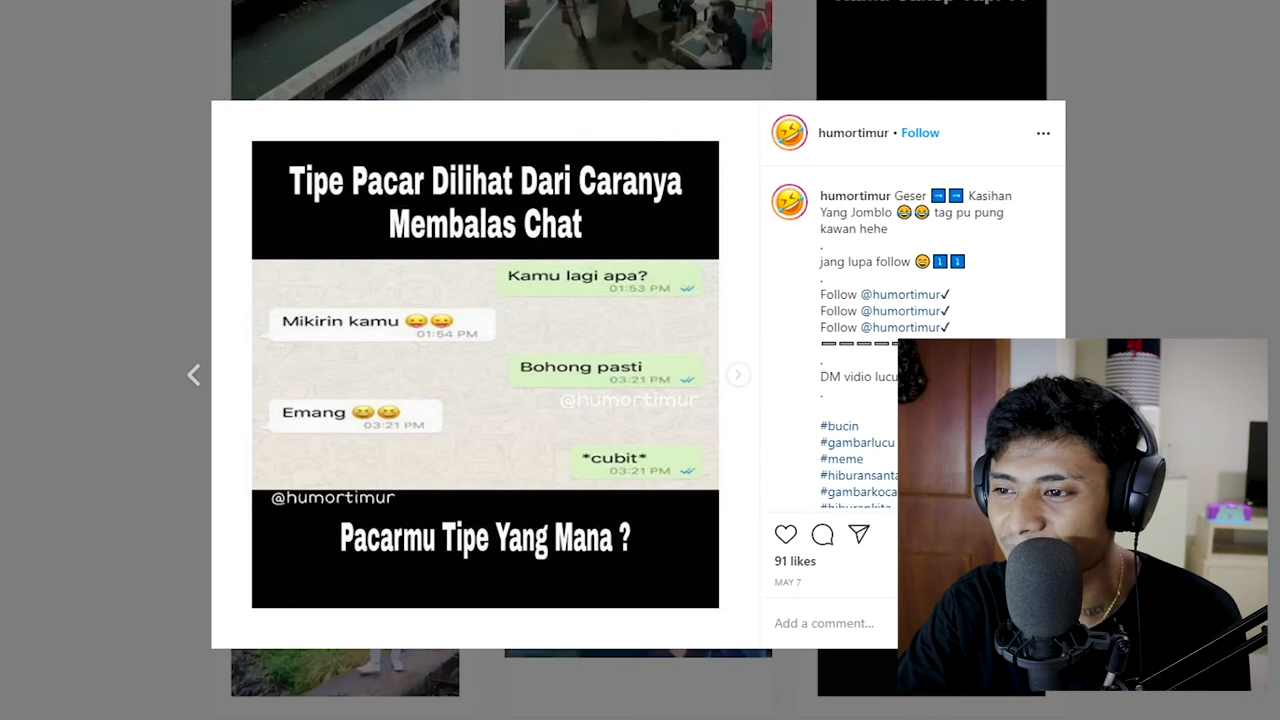 Tipe Pacar Dilihat Dari Caranya
Membalas Chat
Kamu lagi apa?
01:53 PM
Mikirin kamu 😛😛
01:54 PM
Bohong pasti
03:21 PM
@humortimur
Emang 😆😆
03:21 PM
*cubit*
03:21 PM
@humortimur
Pacarmu Tipe Yang Mana ?
humortimur • Follow
humortimur Geser ➡➡ Kasihan
Yang Jomblo 😂😂 tag pu pung
kawan hehe
.
jang lupa follow 😅⤵⤵
.
Follow @humortimur✓
Follow @humortimur✓
Follow @humortimur✓
.
DM vidio lucu
.
#bucin
#gambarlucu
#meme
#hiburansanta
#gambarkoca
#hiburankita
91 likes
MAY 7
Add a comment...